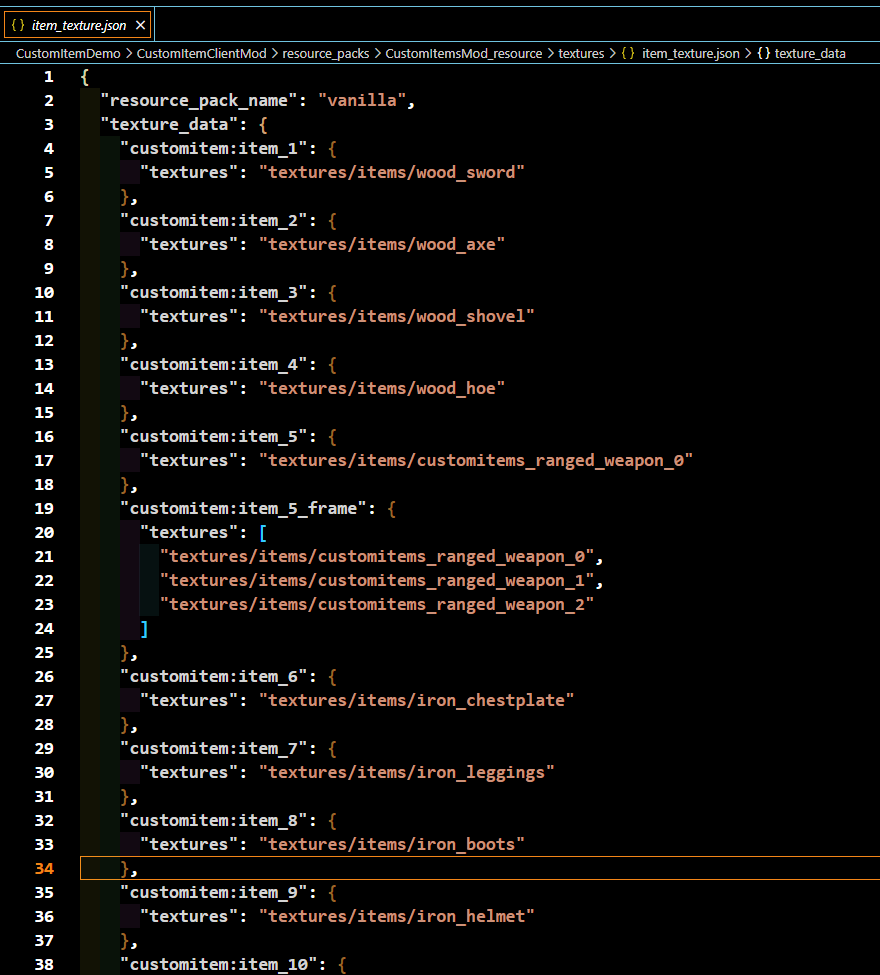 { } item_texture.json ×
CustomItemDemo > CustomItemClientMod > resource_packs > CustomItemsMod_resource > textures > { } item_texture.json > { } texture_data
1 {
2 "resource_pack_name": "vanilla",
3 "texture_data": {
4 "customitem:item_1": {
5 "textures": "textures/items/wood_sword"
6 },
7 "customitem:item_2": {
8 "textures": "textures/items/wood_axe"
9 },
10 "customitem:item_3": {
11 "textures": "textures/items/wood_shovel"
12 },
13 "customitem:item_4": {
14 "textures": "textures/items/wood_hoe"
15 },
16 "customitem:item_5": {
17 "textures": "textures/items/customitems_ranged_weapon_0"
18 },
19 "customitem:item_5_frame": {
20 "textures": [
21 "textures/items/customitems_ranged_weapon_0",
22 "textures/items/customitems_ranged_weapon_1",
23 "textures/items/customitems_ranged_weapon_2"
24 ]
25 },
26 "customitem:item_6": {
27 "textures": "textures/items/iron_chestplate"
28 },
29 "customitem:item_7": {
30 "textures": "textures/items/iron_leggings"
31 },
32 "customitem:item_8": {
33 "textures": "textures/items/iron_boots"
34 },
35 "customitem:item_9": {
36 "textures": "textures/items/iron_helmet"
37 },
38 "customitem:item_10": {